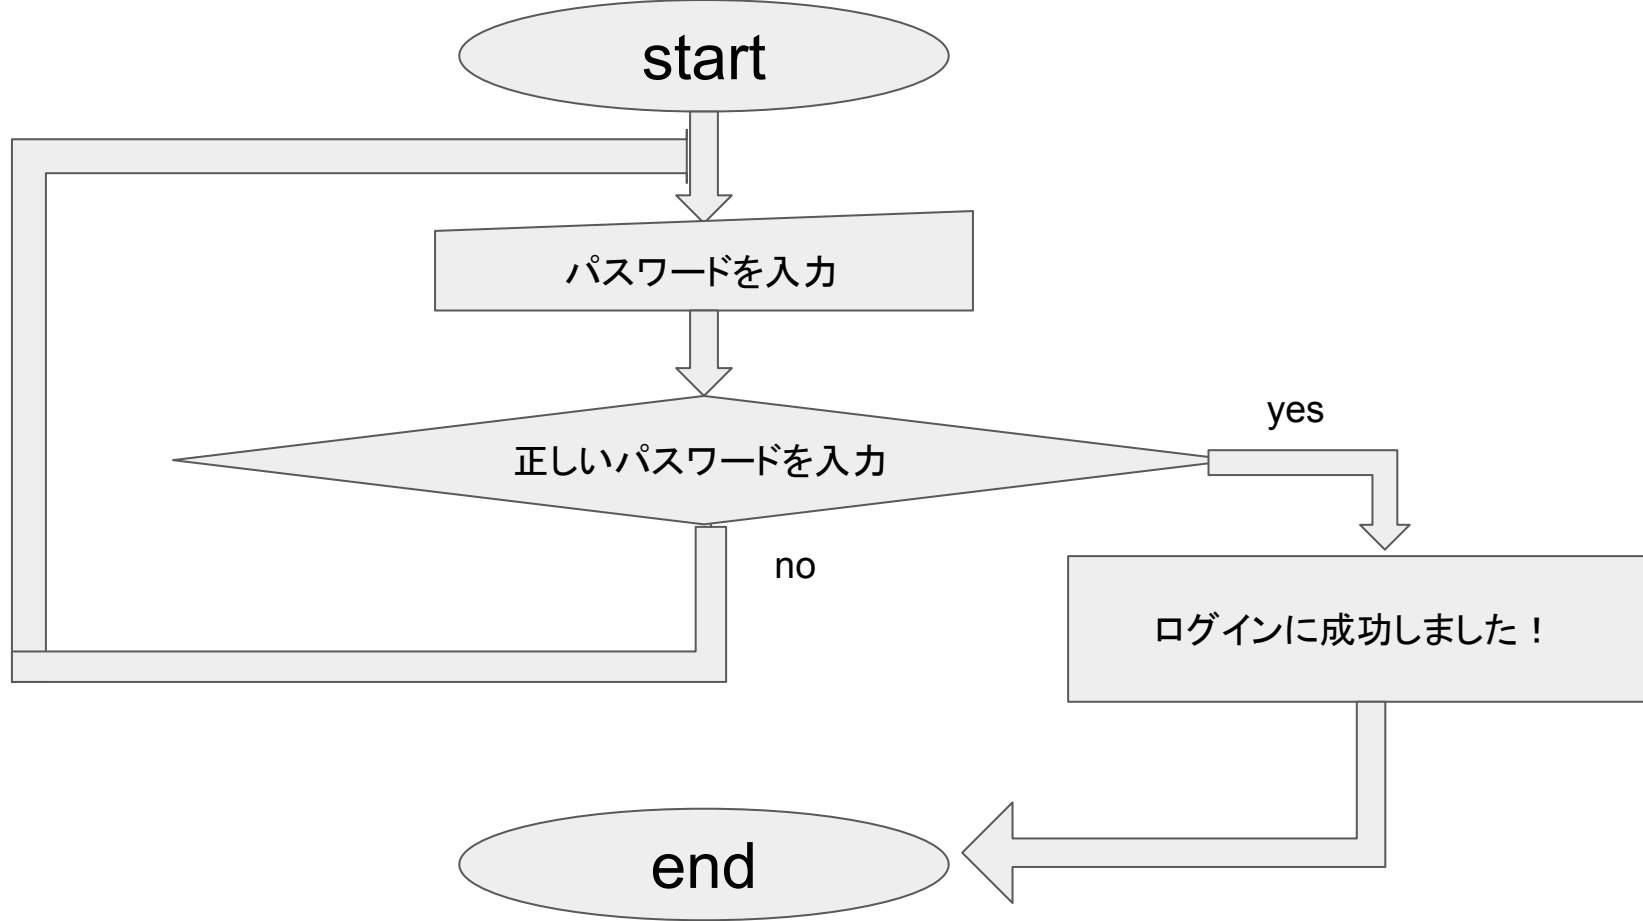 start
パスワードを入力
正しいパスワードを入力
yes
no
ログインに成功しました！
end